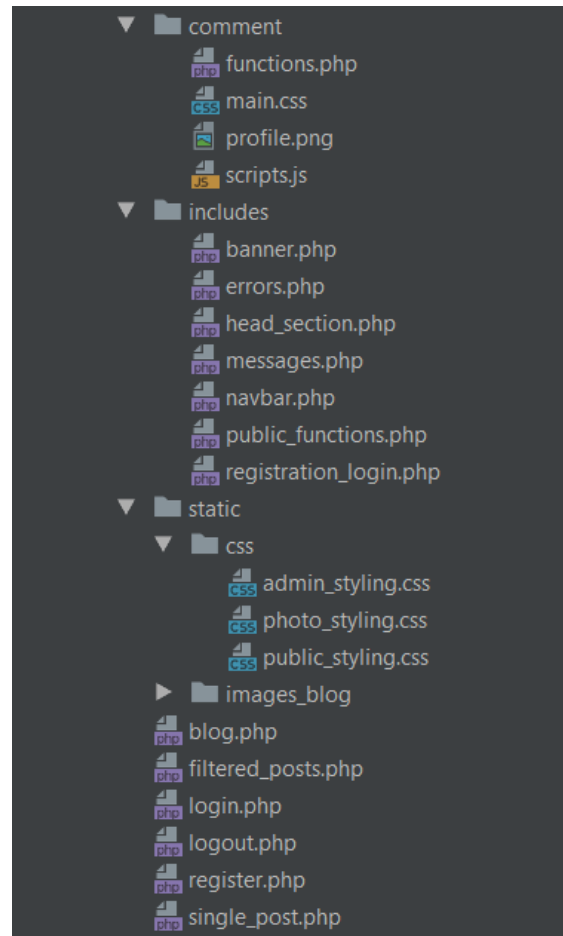 comment
php functions.php
CSS main.css
profile.png
JS scripts.js
includes
php banner.php
php errors.php
php head_section.php
php messages.php
php navbar.php
php public_functions.php
php registration_login.php
static
css
CSS admin_styling.css
CSS photo_styling.css
CSS public_styling.css
images_blog
php blog.php
php filtered_posts.php
php login.php
php logout.php
php register.php
php single_post.php